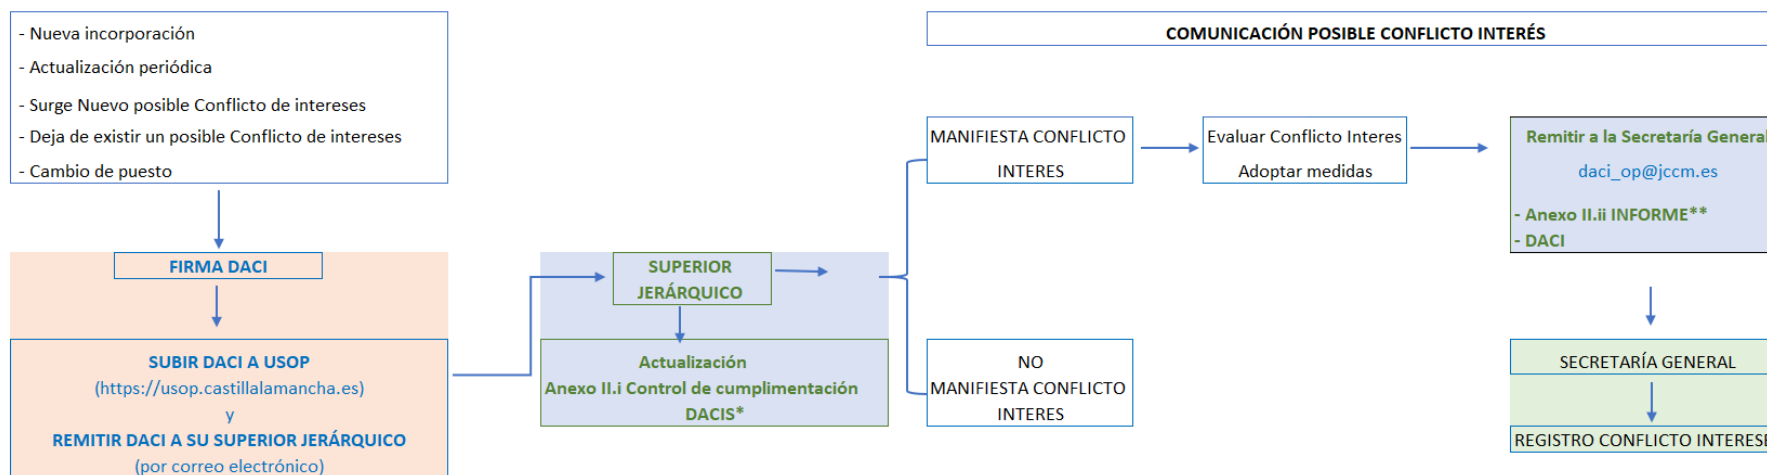 - Nueva incorporación
- Actualización periódica
- Surge Nuevo posible Conflicto de intereses
- Deja de existir un posible Conflicto de intereses
- Cambio de puesto
FIRMA DACI
SUBIR DACI A USOP
(https://usop.castillalamancha.es)
y
REMITIR DACI A SU SUPERIOR JERÁRQUICO
(por correo electrónico)
SUPERIOR
JERÁRQUICO
Actualización
Anexo II.i Control de cumplimentación
DACIS*
COMUNICACIÓN POSIBLE CONFLICTO INTERÉS
MANIFIESTA CONFLICTO
INTERES
Evaluar Conflicto Interes
Adoptar medidas
Remitir a la Secretaría General
daci_op@jccm.es
- Anexo II.ii INFORME**
- DACI
NO
MANIFIESTA CONFLICTO
INTERES
SECRETARÍA GENERAL
REGISTRO CONFLICTO INTERESE